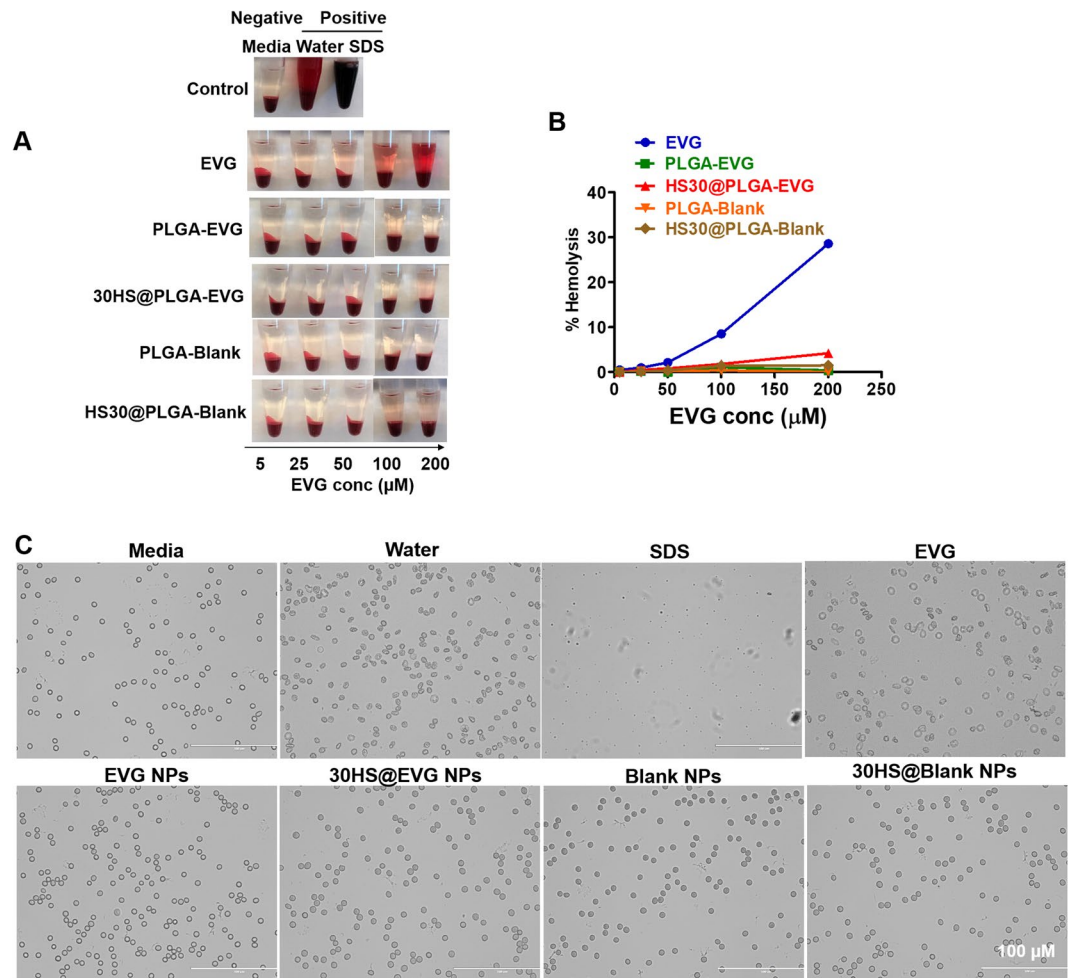 Negative Positive
Media Water SDS
Control
A
EVG
PLGA-EVG
30HS@PLGA-EVG
PLGA-Blank
HS30@PLGA-Blank
5 25 50 100 200
EVG conc (µM)
B
EVG
PLGA-EVG
HS30@PLGA-EVG
PLGA-Blank
HS30@PLGA-Blank
% Hemolysis
40
30
20
10
0
0 50 100 150 200 250
EVG conc (µM)
C
Media Water SDS EVG
EVG NPs 30HS@EVG NPs Blank NPs 30HS@Blank NPs
100 µM